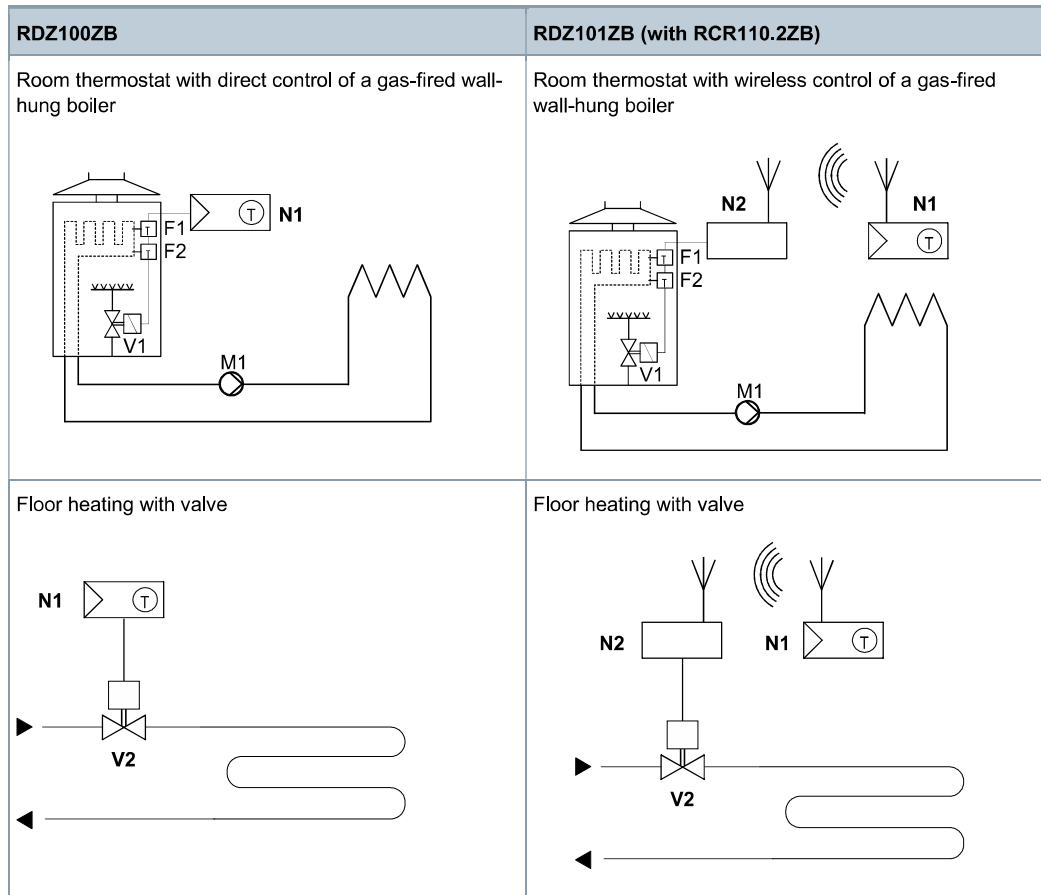 RDZ100ZB
RDZ101ZB (with RCR110.2ZB)
Room thermostat with direct control of a gas-fired wall-
hung boiler
T
N1
T
F1
T
F2
V1
M1
Room thermostat with wireless control of a gas-fired
wall-hung boiler
N2
N1
T
T
F1
T
F2
V1
M1
Floor heating with valve
N1
T
V2
Floor heating with valve
N2
N1
T
V2